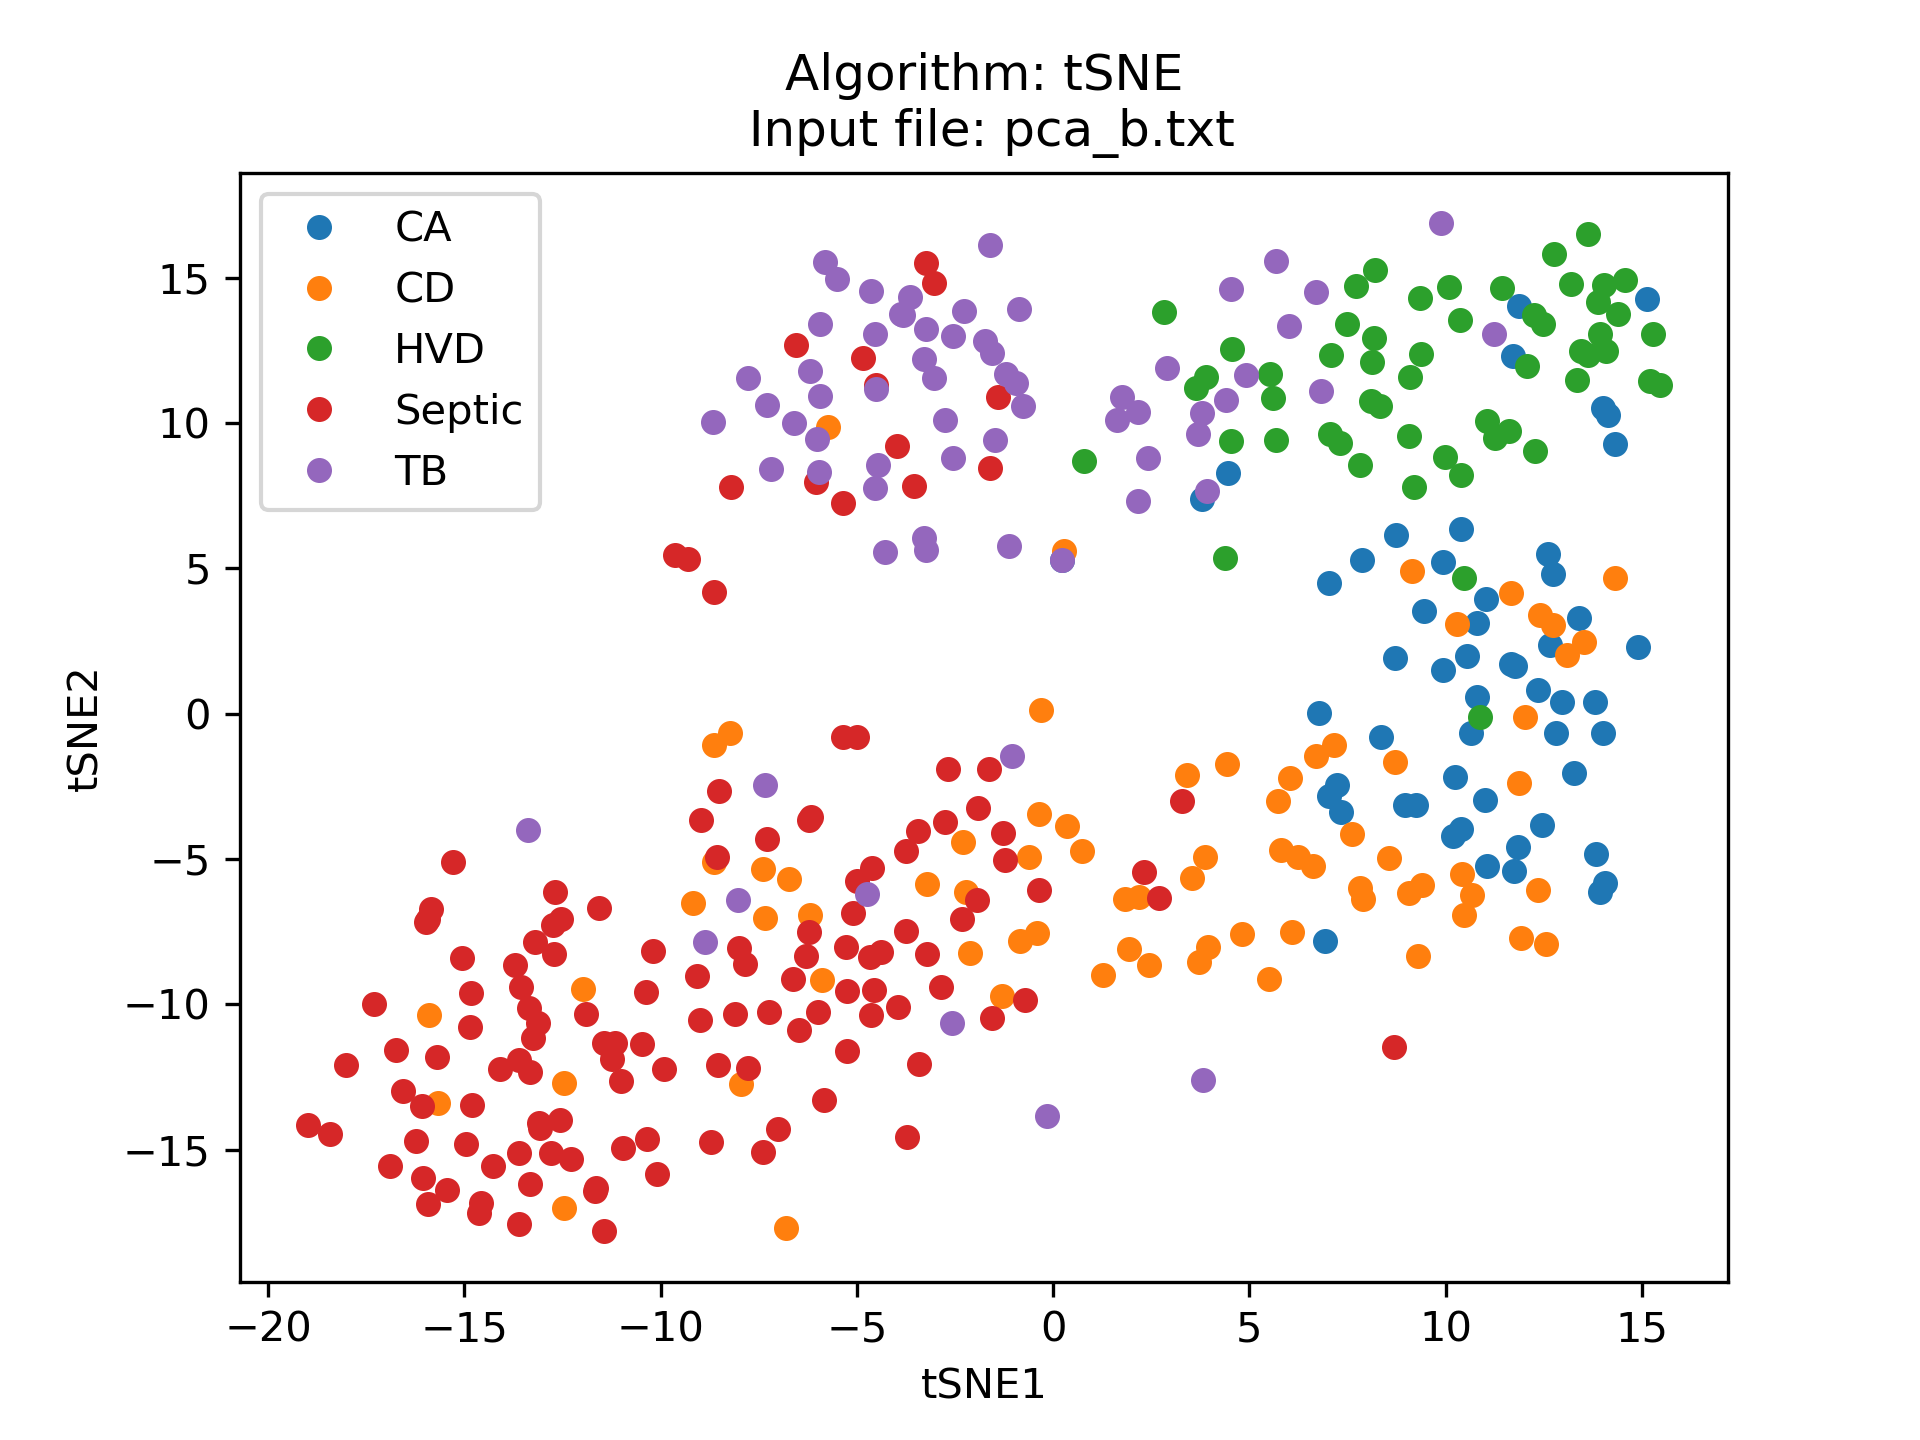 Algorithm: tSNE
Input file: pca_b.txt
CA
CD
HVD
Septic
TB
15
10
5
0
−5
−10
−15
tSNE2
−20 −15 −10 −5 0 5 10 15
tSNE1